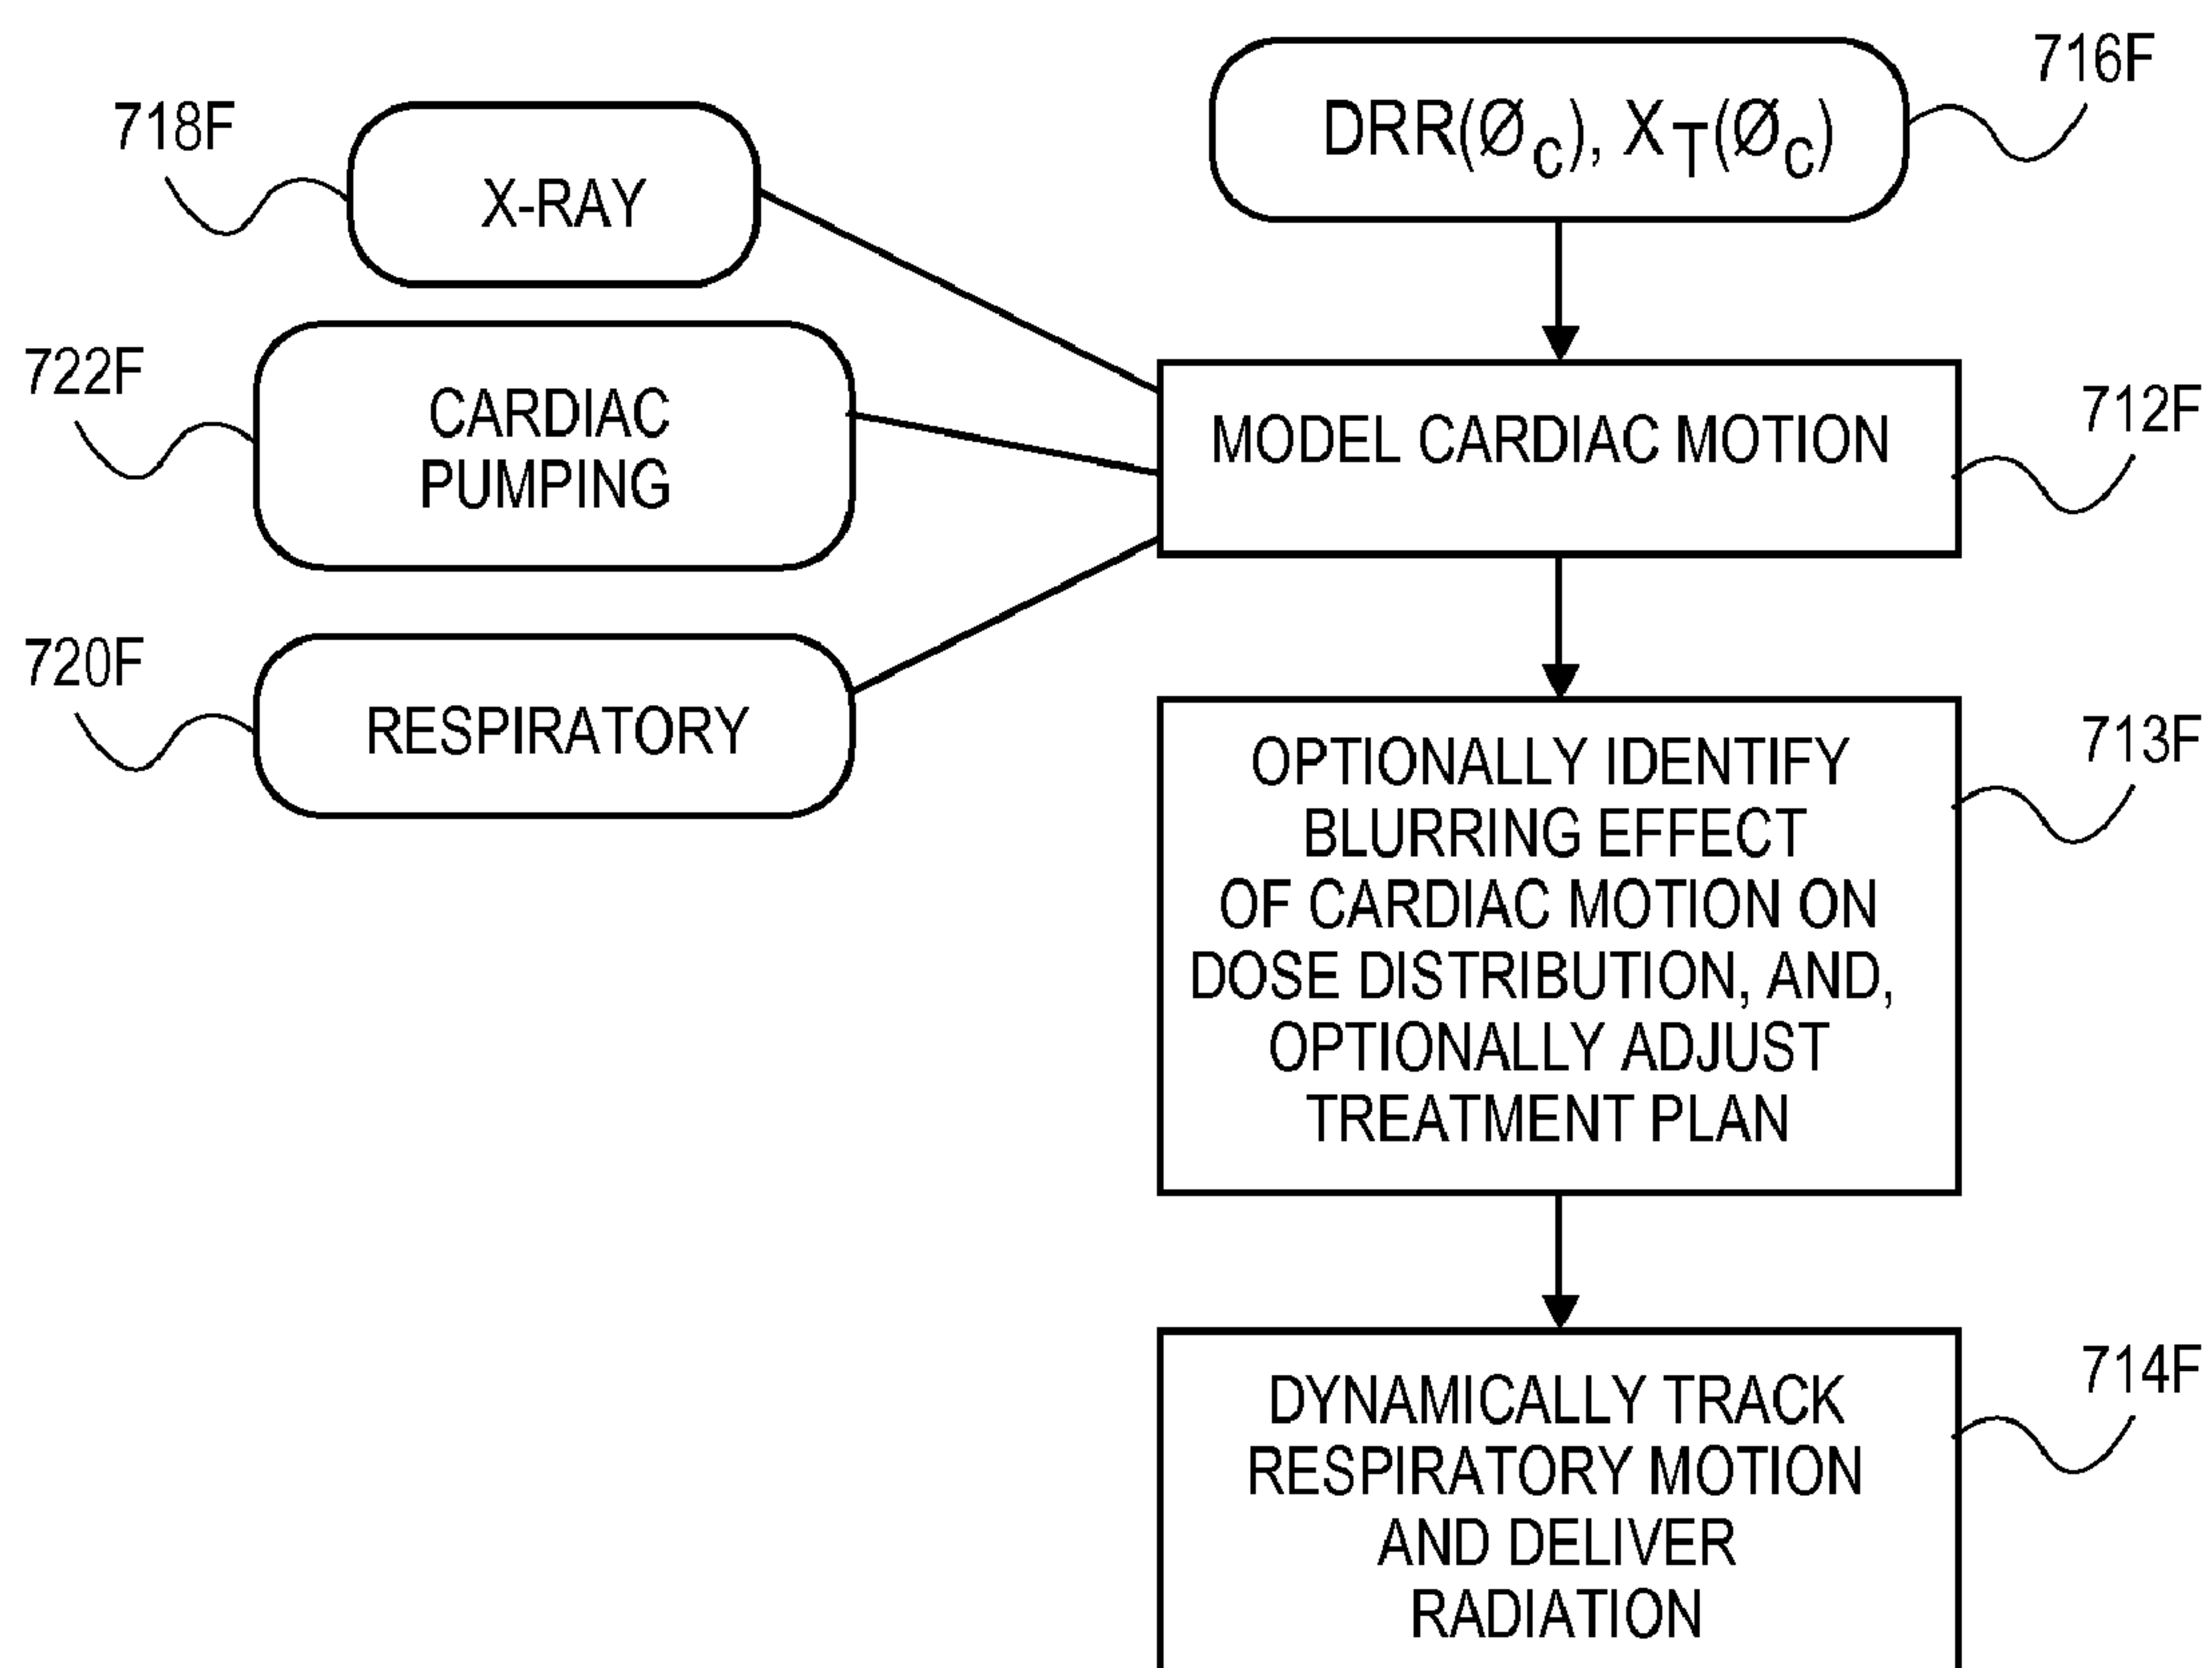 716F
DRR(Øc), XT(Øc)
718F
X-RAY
722F
CARDIAC
PUMPING
712F
MODEL CARDIAC MOTION
720F
RESPIRATORY
713F
OPTIONALLY IDENTIFY
BLURRING EFFECT
OF CARDIAC MOTION ON
DOSE DISTRIBUTION, AND,
OPTIONALLY ADJUST
TREATMENT PLAN
714F
DYNAMICALLY TRACK
RESPIRATORY MOTION
AND DELIVER
RADIATION